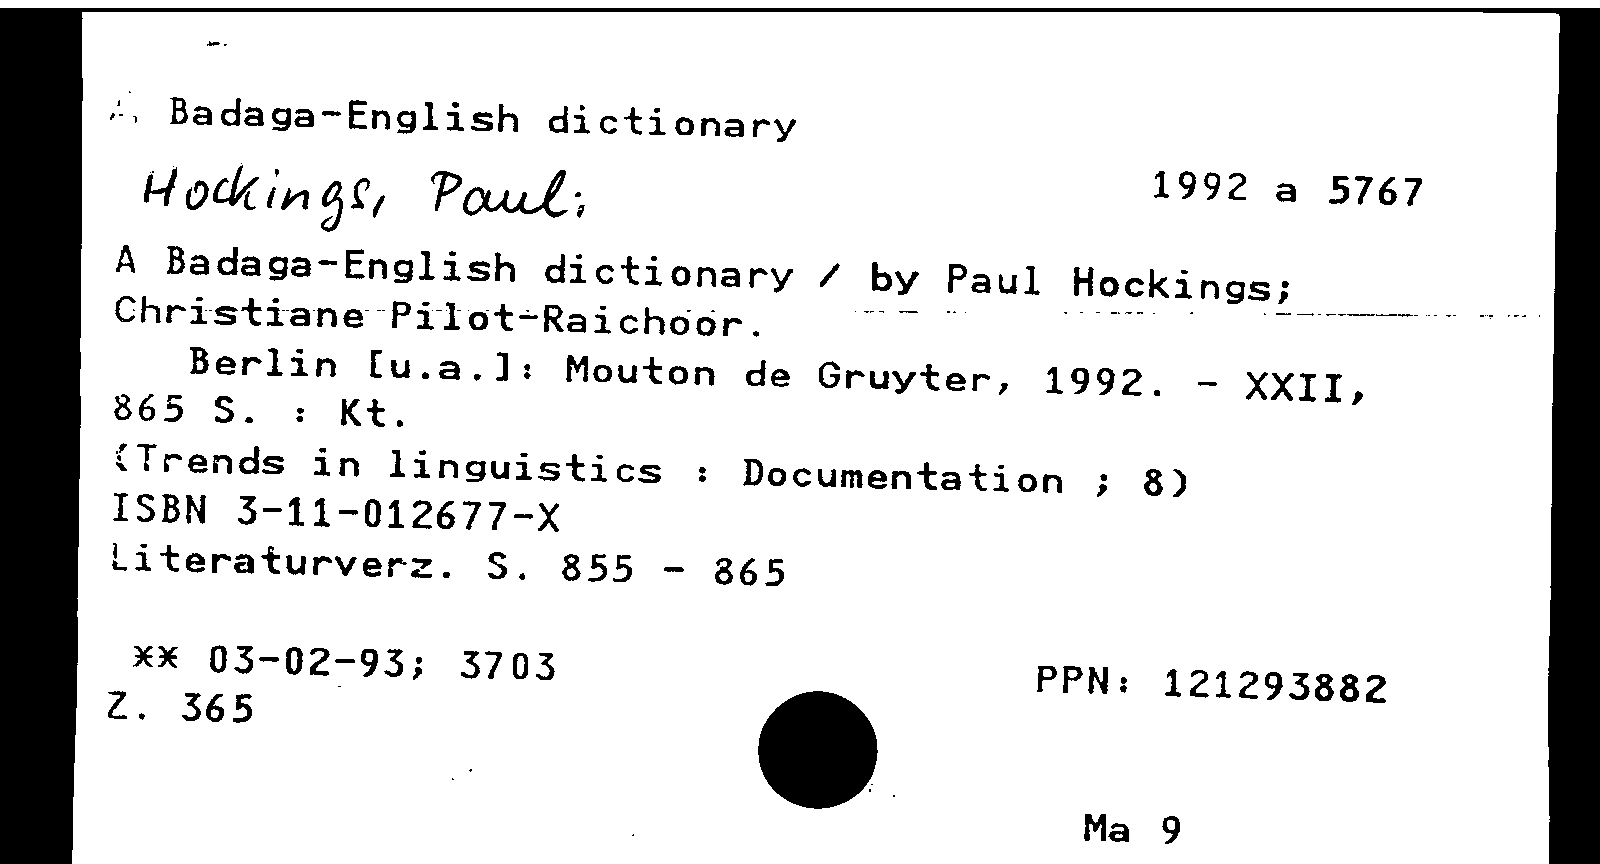 A Badaga-English dictionary
Hockings, Paul:
1992 a 5767
A Badaga-English dictionary / by Paul Hockings;
Christiane Pilot-Raichoor.
Berlin [u.a.]: Mouton de Gruyter, 1992. - XXII,
865 S. : Kt.
(Trends in linguistics : Documentation ; 8)
ISBN 3-11-012677-X
Literaturverz. S. 855 - 865
** 03-02-93; 3703
PPN: 121293882
Z. 365
Ma 9